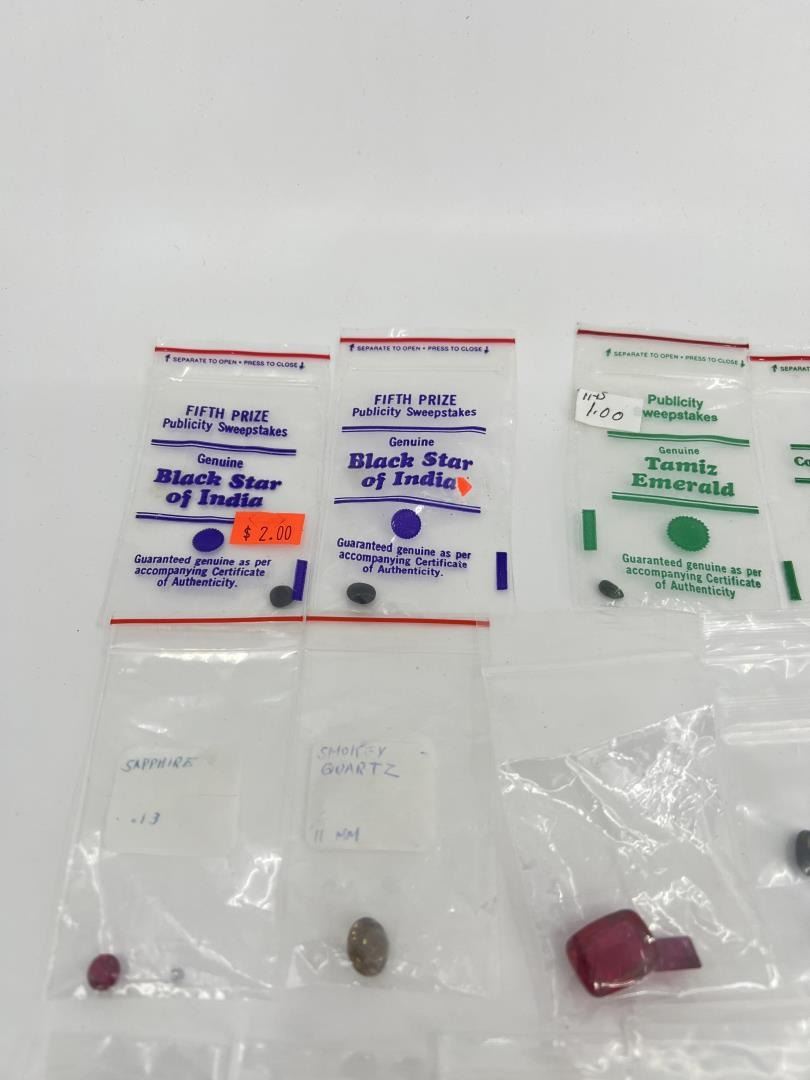 SEPARATE TO OPEN • PRESS TO CLOSE
FIFTH PRIZE
Publicity Sweepstakes
Genuine
Black Star
of India
$ 2.00
Guaranteed genuine as per
accompanying Certificate
of Authenticity.
SEPARATE TO OPEN • PRESS TO CLOSE
FIFTH PRIZE
Publicity Sweepstakes
Genuine
Black Star
of India
Guaranteed genuine as per
accompanying Certificate
of Authenticity.
SEPARATE TO OPEN • PRESS TO CLOSE
1.00
Publicity
weepstakes
Genuine
Tamiz
Emerald
Guaranteed genuine as per
accompanying Certificate
of Authenticity
SEPARAT
Co
SAPPHIRE
.13
SMOKEY
QUARTZ
11 MM